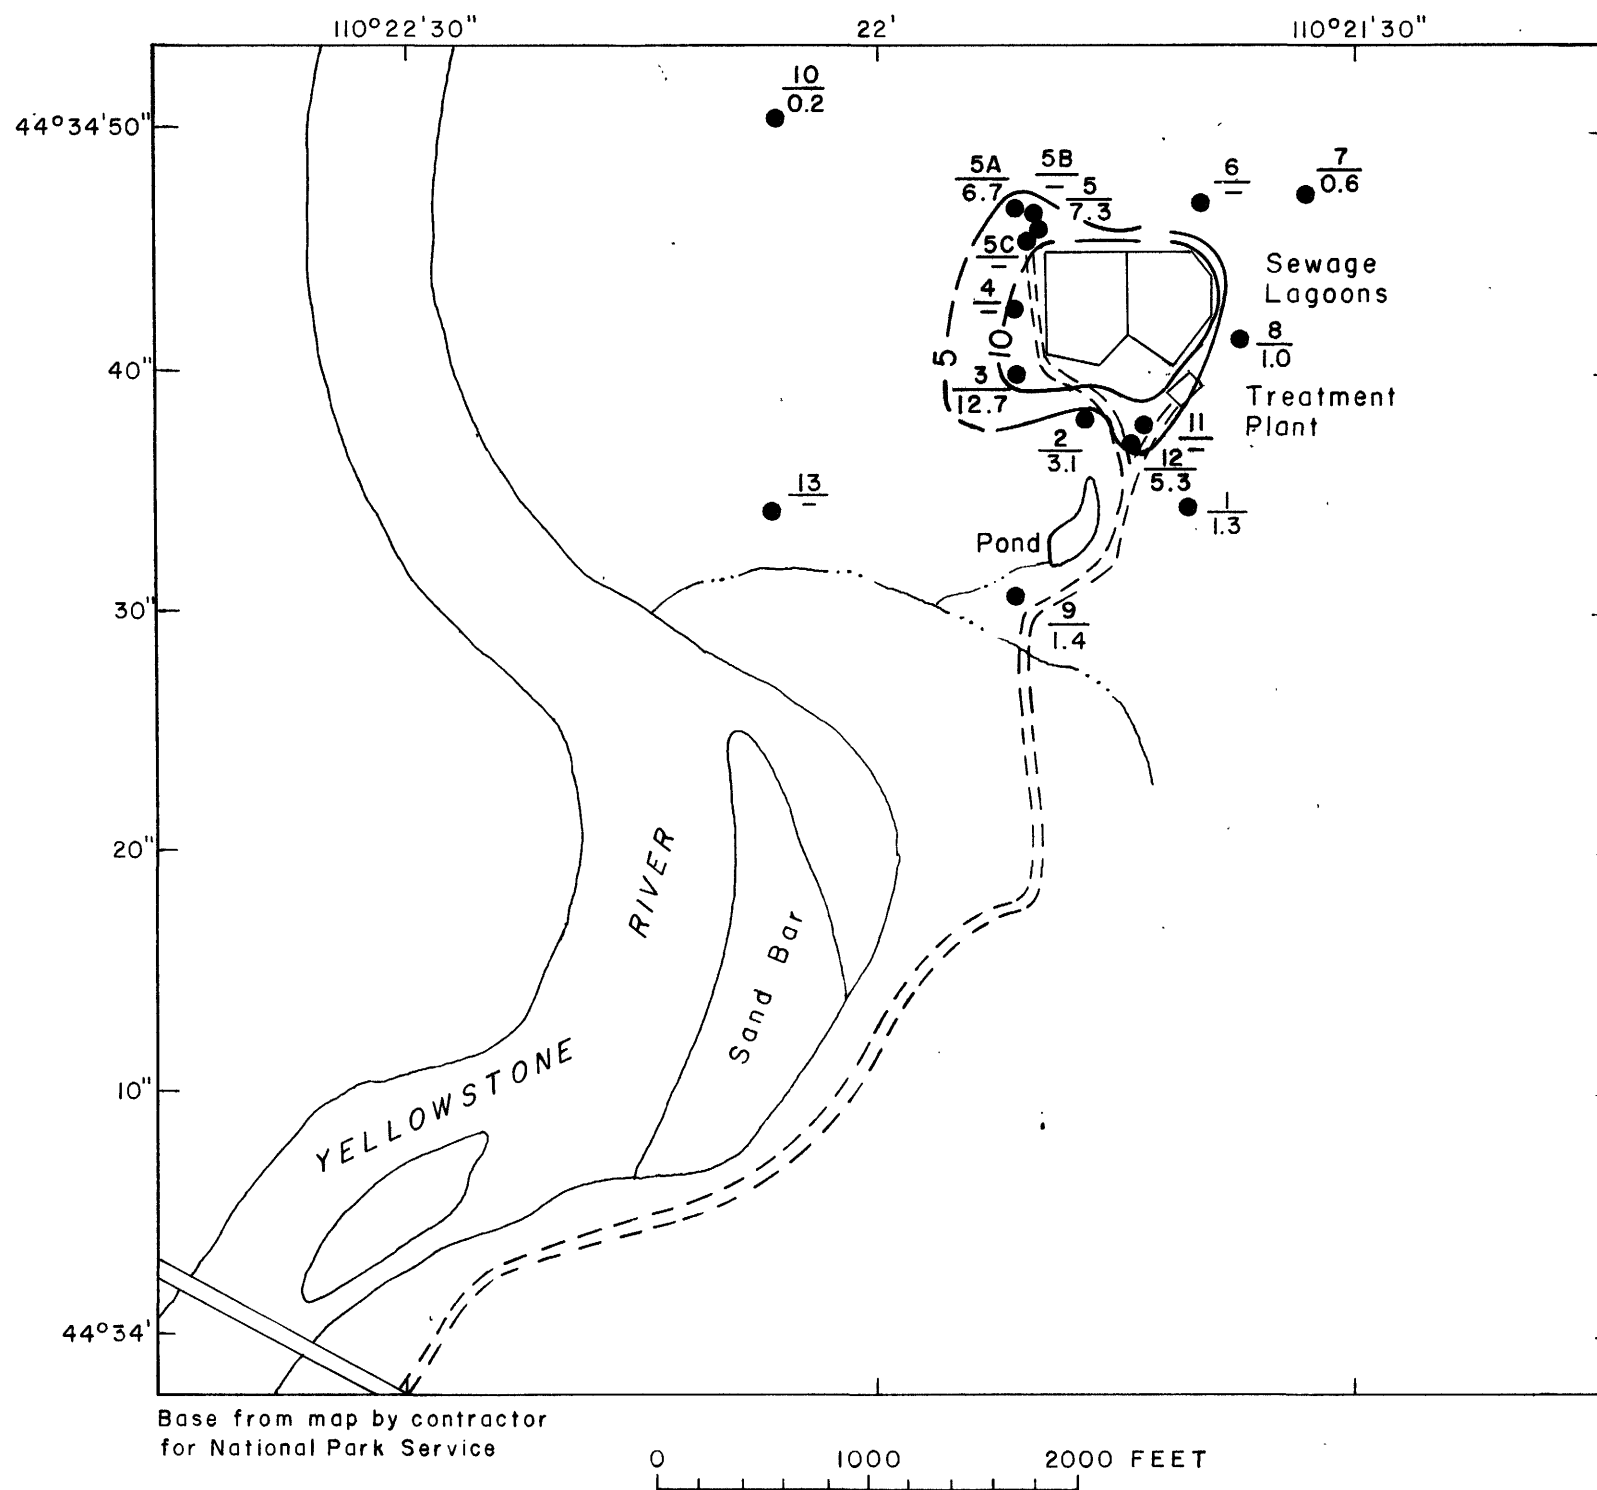 110°22'30" 22' 110°21'30"
10
0.2
44°34'50"
5A
6.7
5B
—
5
7.3
6
—
7
0.6
5C
—
Sewage
Lagoons
4
—
10
5
8
1.0
40"
3
12.7
Treatment
Plant
2
3.1
11
—
12
5.3
13
—
1
1.3
Pond
30"
9
1.4
20"
RIVER
Sand Bar
10"
YELLOWSTONE
44°34'
Base from map by contractor
for National Park Service
0 1000 2000 FEET